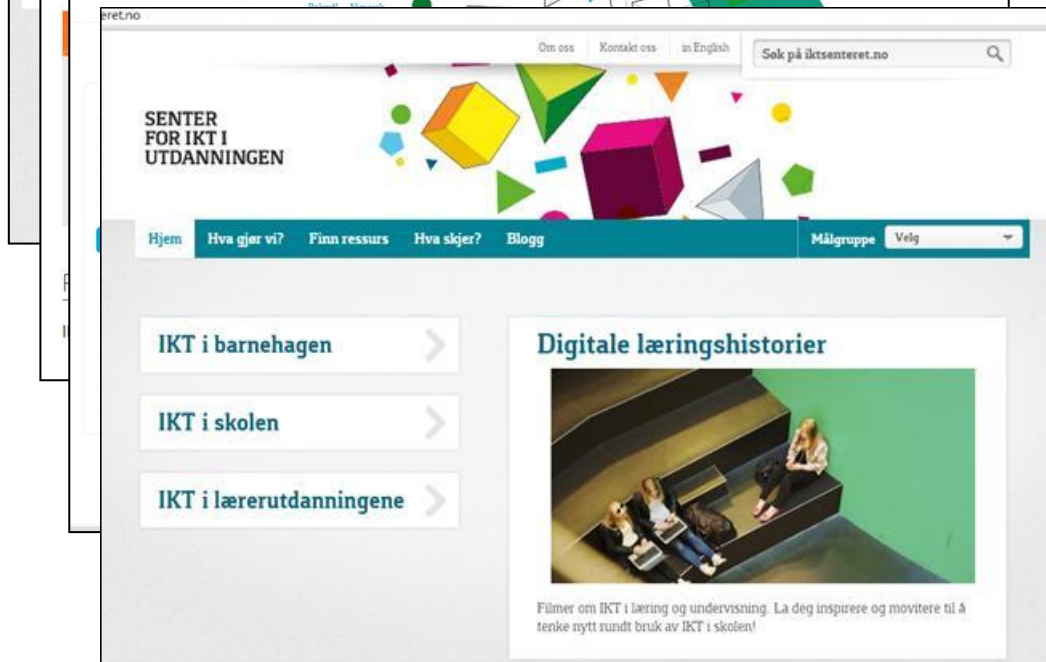 eret.no
Om oss
Kontakt oss
in English
Søk på iktsenteret.no
SENTER
FOR IKT I
UTDANNINGEN
Hjem
Hva gjør vi?
Finn ressurs
Hva skjer?
Blogg
Målgruppe
Velg
IKT i barnehagen
IKT i skolen
IKT i lærerutdanningene
Digitale læringshistorier
Filmer om IKT i læring og undervisning. La deg inspirere og movitere til å
tenke nytt rundt bruk av IKT i skolen!